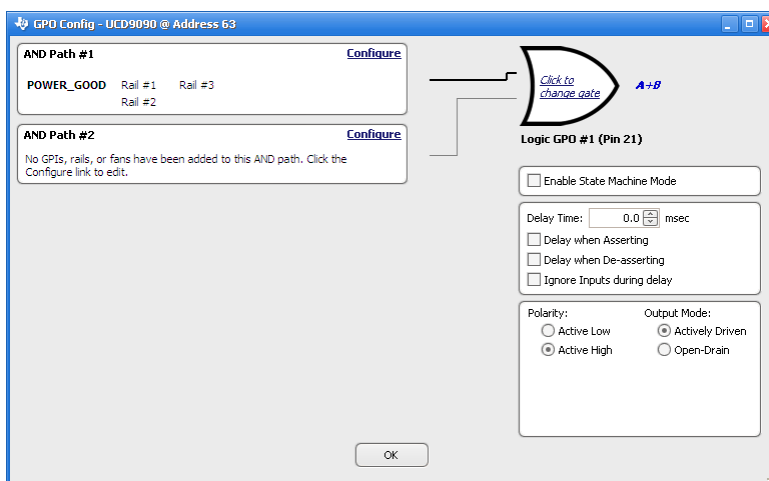 GPO Config - UCD9090 @ Address 63
AND Path #1 Configure
POWER_GOOD Rail #1 Rail #3
Rail #2
AND Path #2 Configure
No GPIs, rails, or fans have been added to this AND path. Click the
Configure link to edit.
Click to
change gate
A+B
Logic GPO #1 (Pin 21)
Enable State Machine Mode
Delay Time: 0.0 msec
Delay when Asserting
Delay when De-asserting
Ignore Inputs during delay
Polarity: Output Mode:
Active Low Actively Driven
Active High Open-Drain
OK